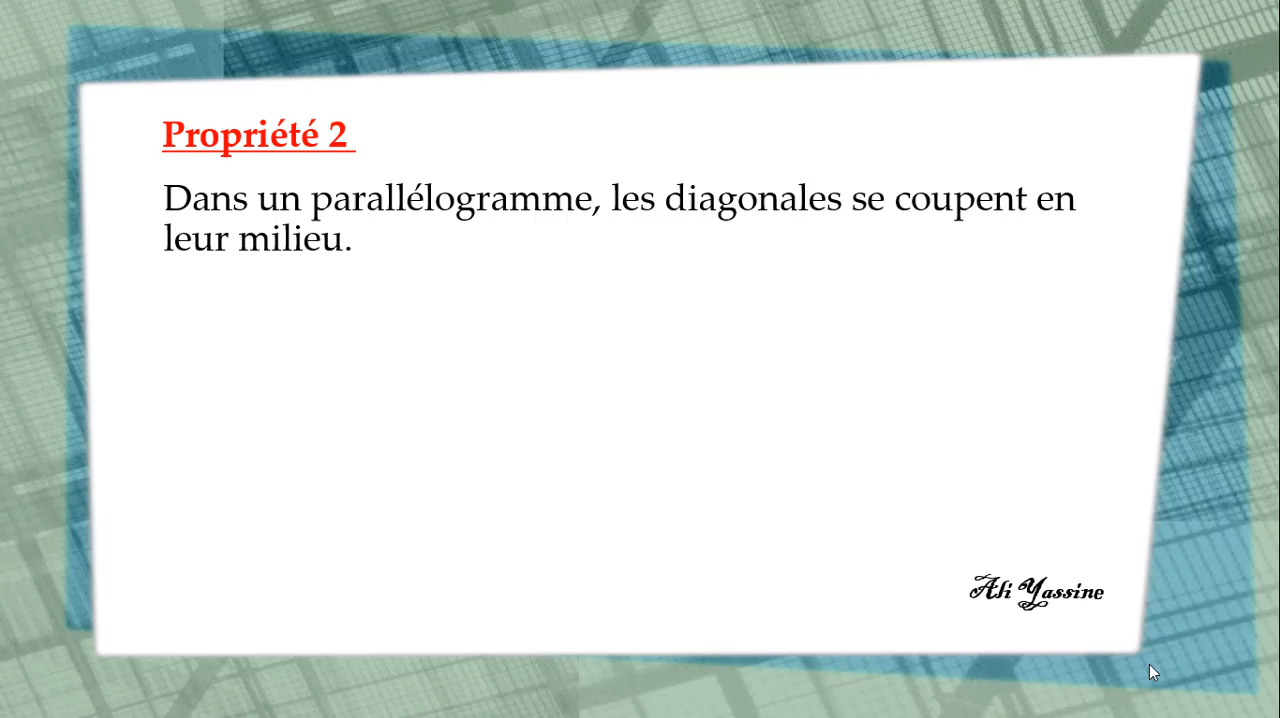 Propriété 2
Dans un parallélogramme, les diagonales se coupent en
leur milieu.
Ali Yassine